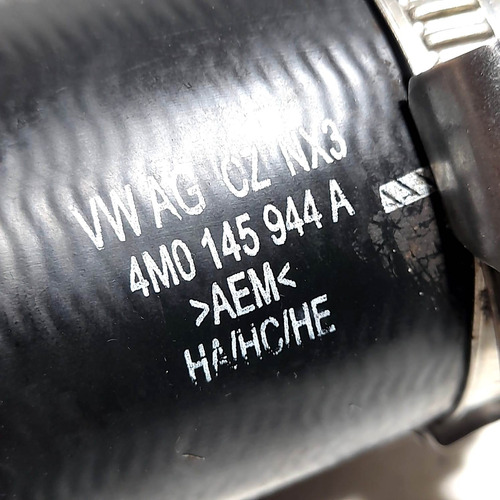 VW AG CZ NX3
4M0 145 944 A
>AEM<
HA/HC/HE